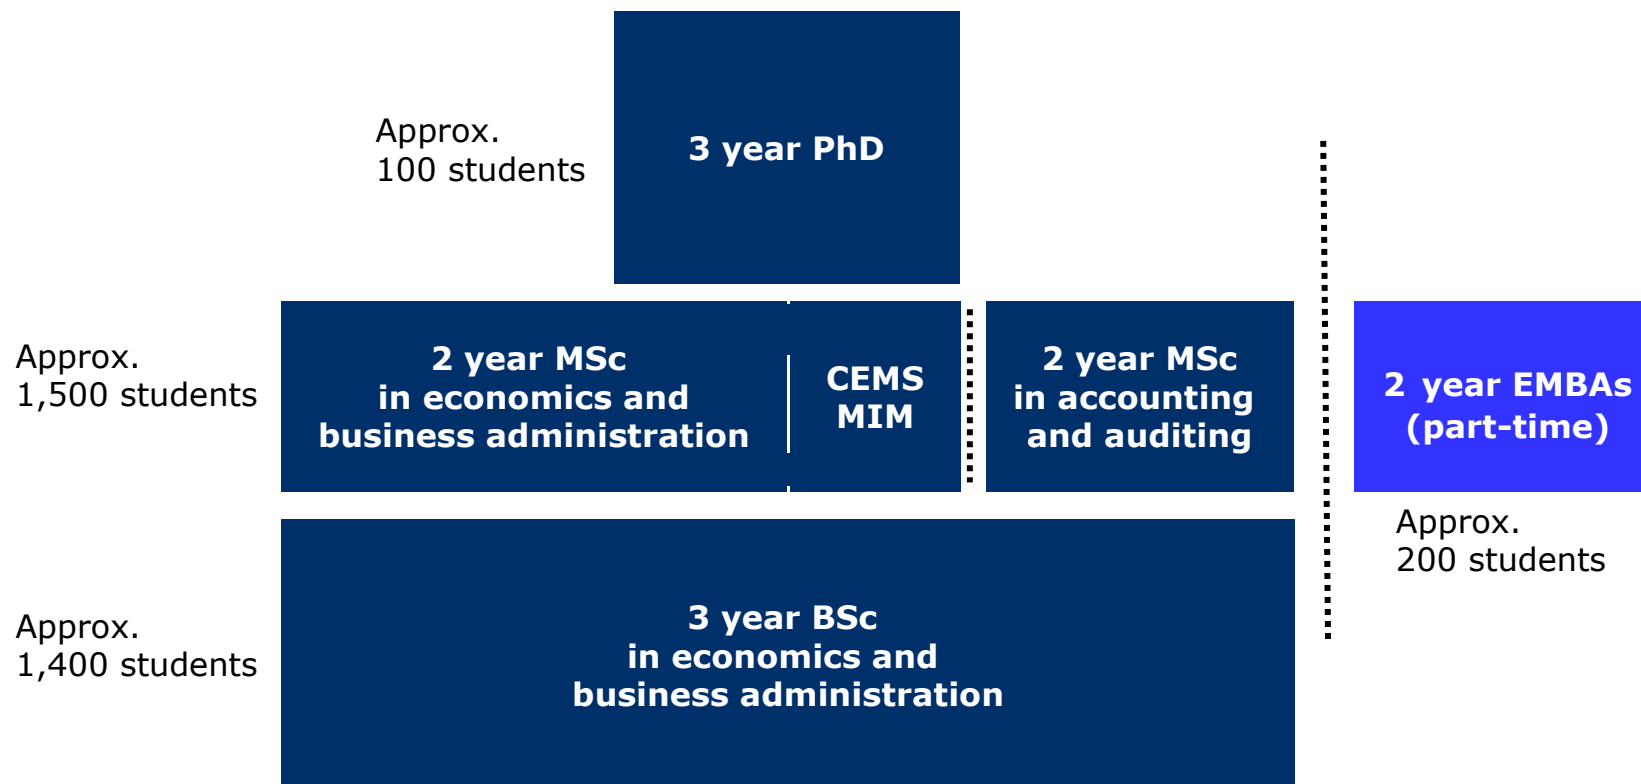 Approx.
100 students
3 year PhD
Approx.
1,500 students
2 year MSc
in economics and
business administration
CEMS
MIM
2 year MSc
in accounting
and auditing
2 year EMBAs
(part-time)
Approx.
200 students
Approx.
1,400 students
3 year BSc
in economics and
business administration